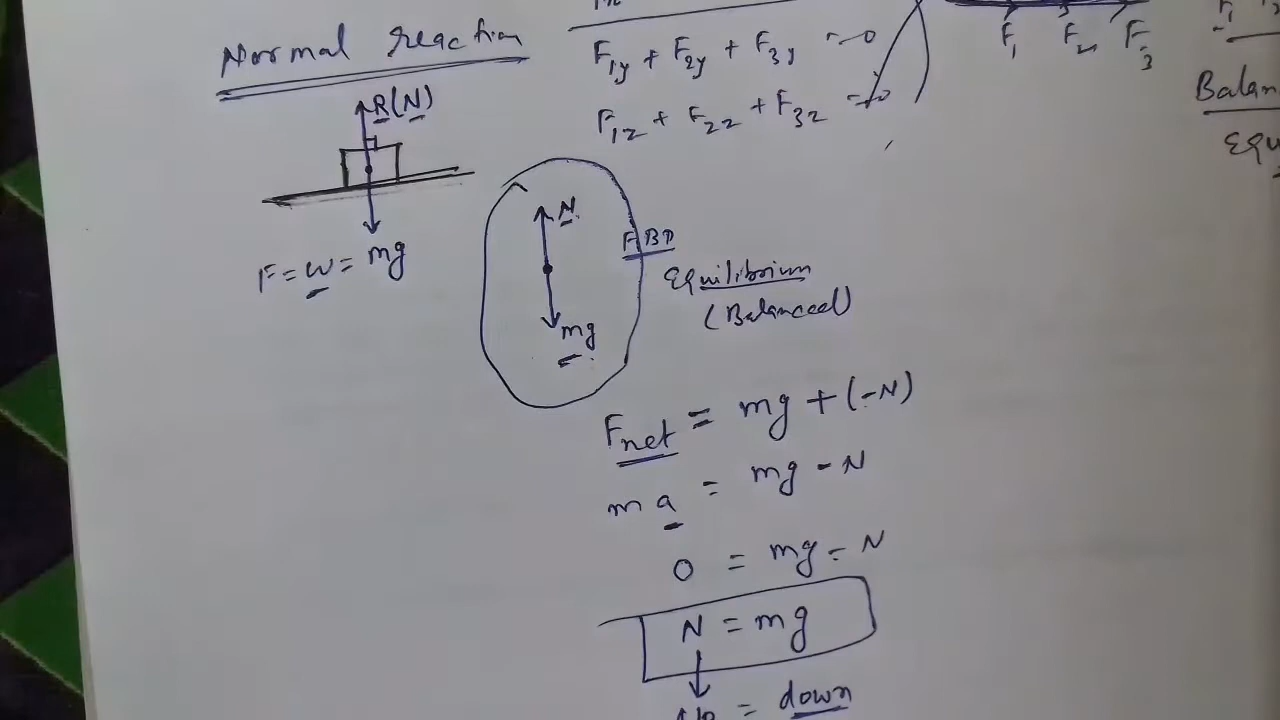 Normal reaction
F1y + F2y + F3y = 0
F1z + F2z + F3z = 0
F1 F2 F3
Balan
Equ
R(N)
F = w = mg
N
mg
FBD
Equilibrium
(Balanced)
Fnet = mg + (-N)
ma = mg - N
0 = mg - N
N = mg
Up = down